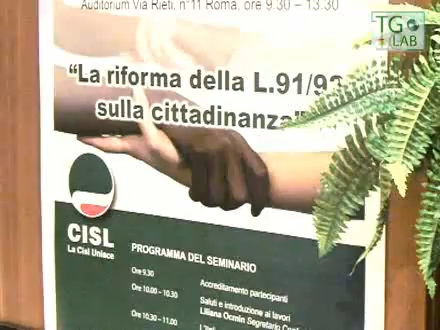 Auditorium Via Rieti, n°11 Roma, ore 9.30 – 13.30
TG
LAB
“La riforma della L.91/92
sulla cittadinanza”
CISL
La Cisl Unisce
PROGRAMMA DEL SEMINARIO
Ore 9.30
Accreditamento partecipanti
Ore 10.00 – 10.30
Saluti e introduzione ai lavori
Liliana Ocmin Segretario
Ore 10.30 – 11.00